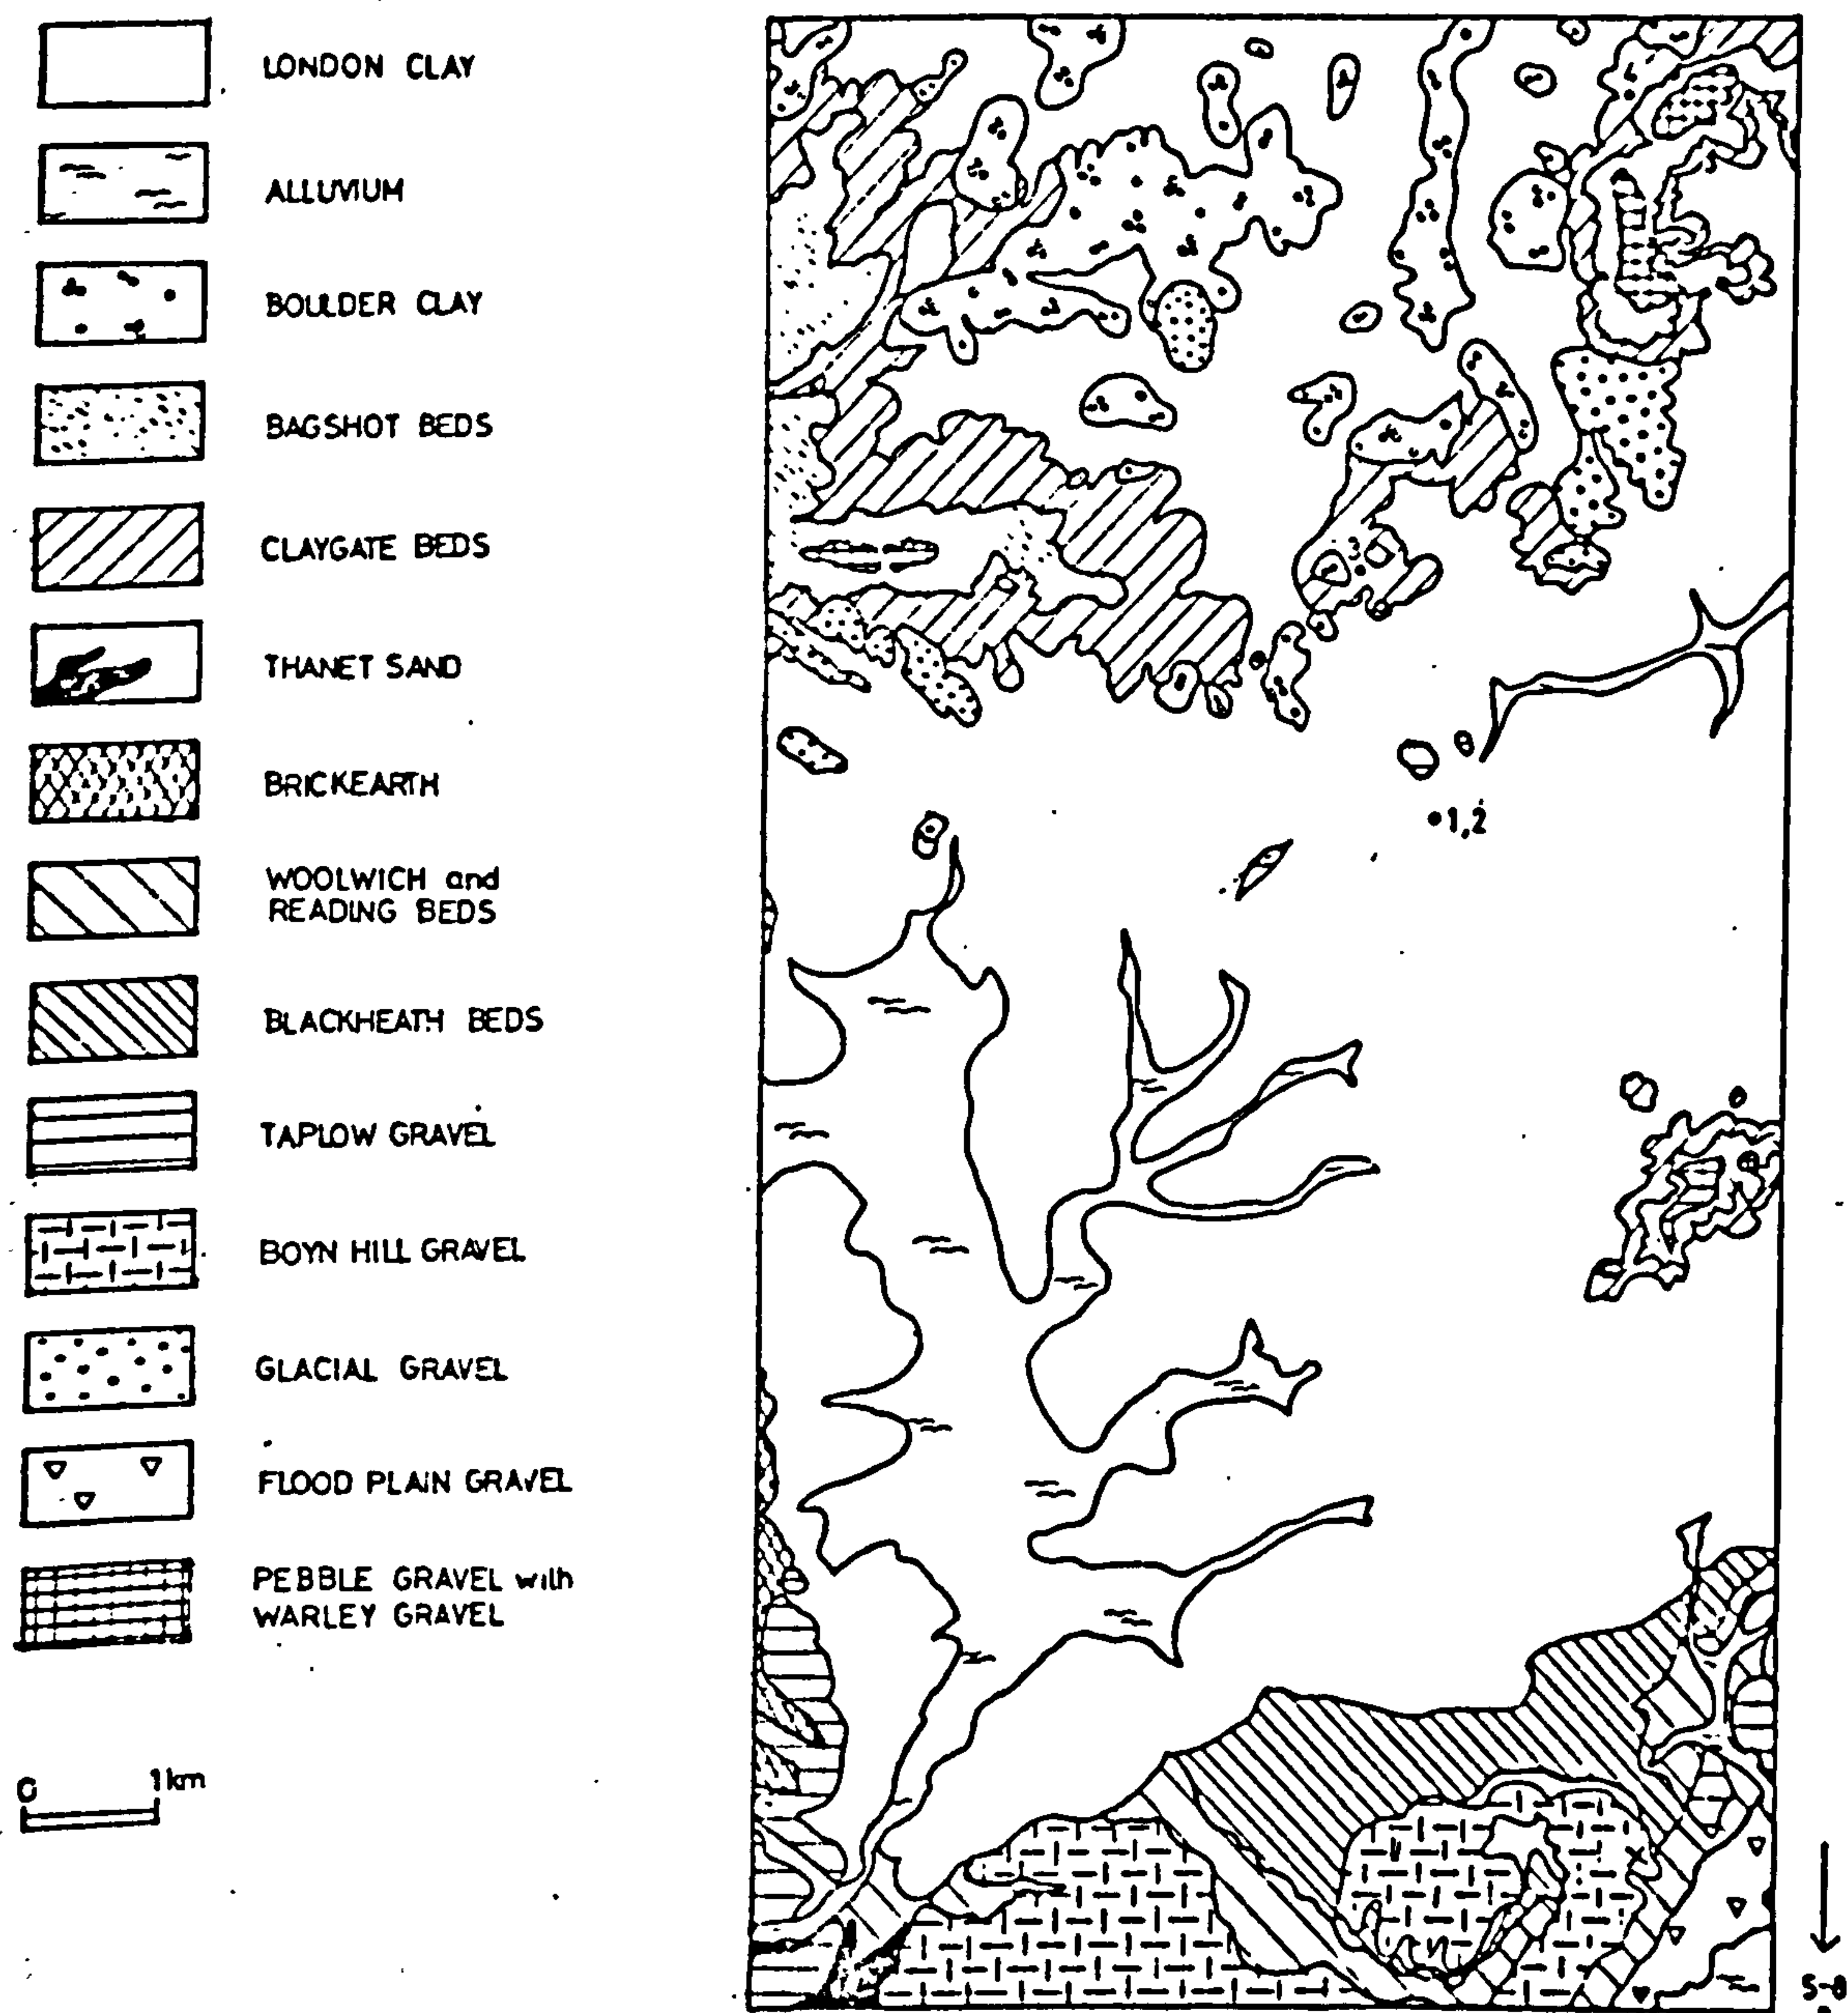 LONDON CLAY
ALLUVIUM
BOULDER CLAY
BAGSHOT BEDS
CLAYGATE BEDS
THANET SAND
BRICKEARTH
WOOLWICH and
READING BEDS
BLACKHEATH BEDS
TAPLOW GRAVEL
BOYN HILL GRAVEL
GLACIAL GRAVEL
FLOOD PLAIN GRAVEL
PEBBLE GRAVEL with
WARLEY GRAVEL
0 1km
3
1,2